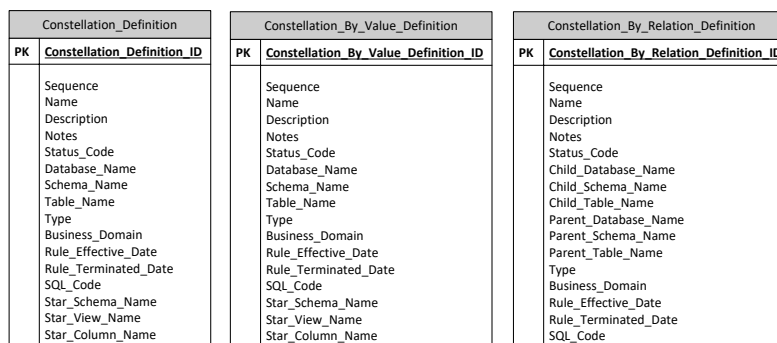 Constellation_Definition
PK Constellation_Definition_ID
Sequence
Name
Description
Notes
Status_Code
Database_Name
Schema_Name
Table_Name
Type
Business_Domain
Rule_Effective_Date
Rule_Terminated_Date
SQL_Code
Star_Schema_Name
Star_View_Name
Star_Column_Name
Constellation_By_Value_Definition
PK Constellation_By_Value_Definition_ID
Sequence
Name
Description
Notes
Status_Code
Database_Name
Schema_Name
Table_Name
Type
Business_Domain
Rule_Effective_Date
Rule_Terminated_Date
SQL_Code
Star_Schema_Name
Star_View_Name
Star_Column_Name
Constellation_By_Relation_Definition
PK Constellation_By_Relation_Definition_ID
Sequence
Name
Description
Notes
Status_Code
Child_Database_Name
Child_Schema_Name
Child_Table_Name
Parent_Database_Name
Parent_Schema_Name
Parent_Table_Name
Type
Business_Domain
Rule_Effective_Date
Rule_Terminated_Date
SQL_Code